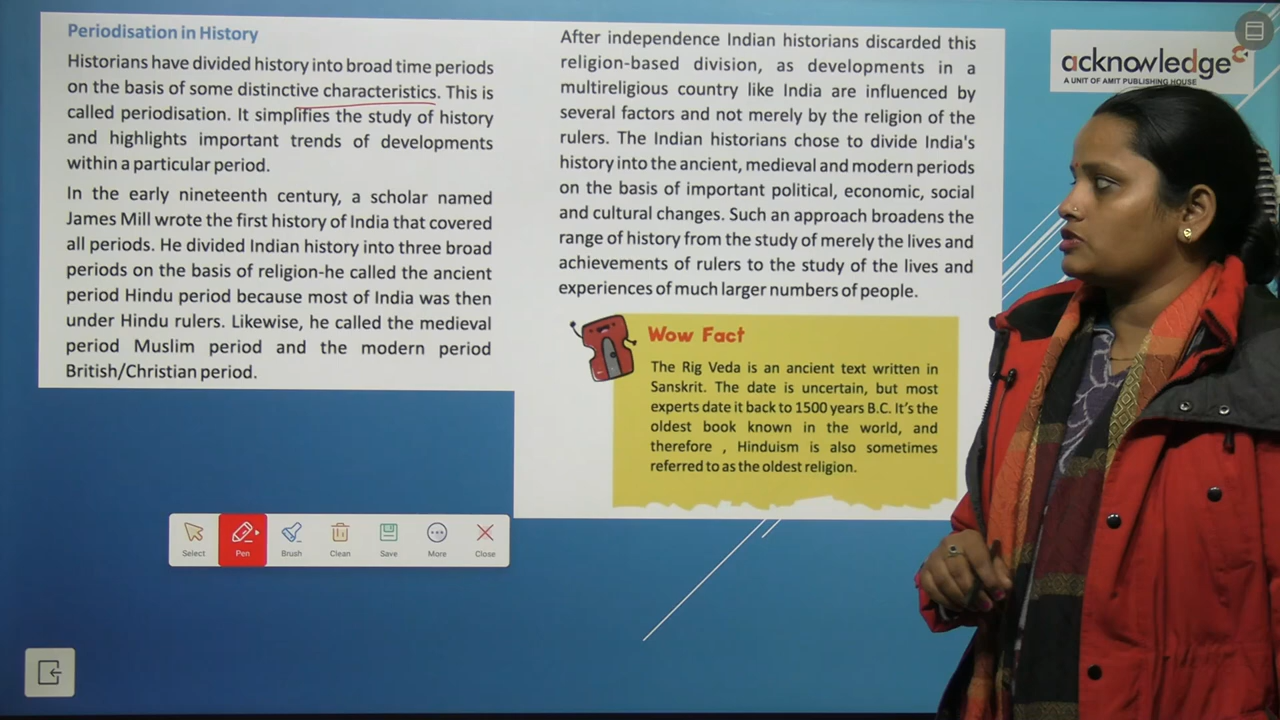 Periodisation in History
Historians have divided history into broad time periods
on the basis of some distinctive characteristics. This is
called periodisation. It simplifies the study of history
and highlights important trends of developments
within a particular period.
In the early nineteenth century, a scholar named
James Mill wrote the first history of India that covered
all periods. He divided Indian history into three broad
periods on the basis of religion-he called the ancient
period Hindu period because most of India was then
under Hindu rulers. Likewise, he called the medieval
period Muslim period and the modern period
British/Christian period.
After independence Indian historians discarded this
religion-based division, as developments in a
multireligious country like India are influenced by
several factors and not merely by the religion of the
rulers. The Indian historians chose to divide India's
history into the ancient, medieval and modern periods
on the basis of important political, economic, social
and cultural changes. Such an approach broadens the
range of history from the study of merely the lives and
achievements of rulers to the study of the lives and
experiences of much larger numbers of people.
Wow Fact
The Rig Veda is an ancient text written in
Sanskrit. The date is uncertain, but most
experts date it back to 1500 years B.C. It's the
oldest book known in the world, and
therefore , Hinduism is also sometimes
referred to as the oldest religion.
acknowledge
A UNIT OF AMIT PUBLISHING HOUSE
Select
Pen
Brush
Clean
Save
More
Close